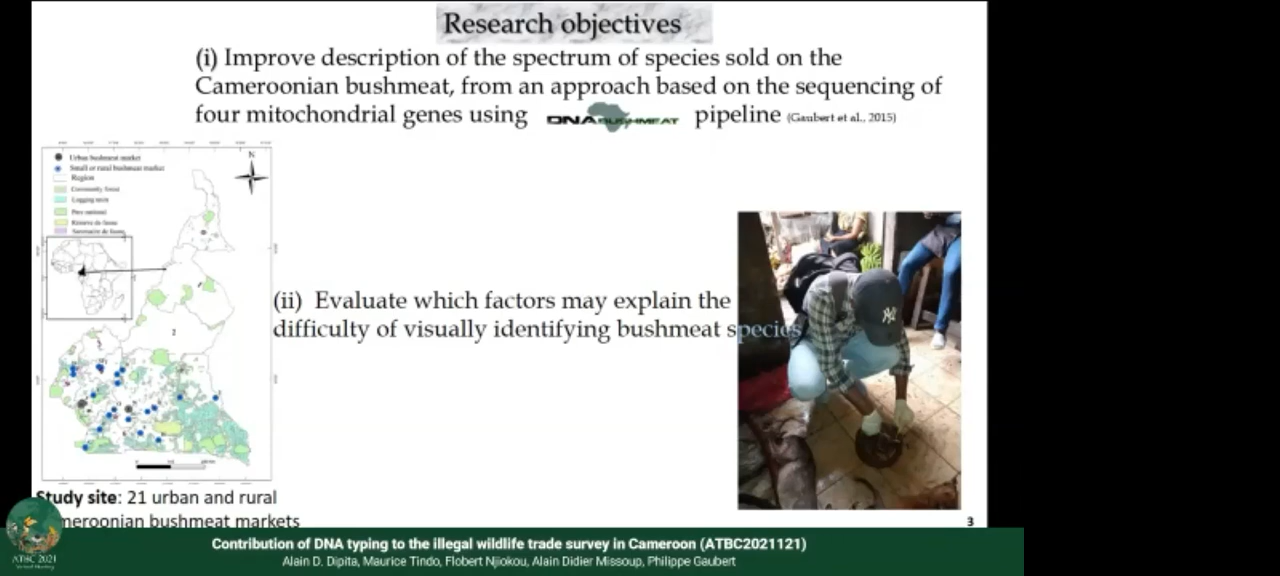 Research objectives
(i) Improve description of the spectrum of species sold on the
Cameroonian bushmeat, from an approach based on the sequencing of
four mitochondrial genes using DNA BUSHMEAT pipeline (Gaubert et al., 2015)
N
Urban bushmeat market
Small or rural bushmeat market
Region
Community forest
Logging units
Parc national
Réserve de faune
Sanctuaire de faune
(ii) Evaluate which factors may explain the
difficulty of visually identifying bushmeat species
Study site: 21 urban and rural
meroonian bushmeat markets
3
ATBC 2021
Contribution of DNA typing to the illegal wildlife trade survey in Cameroon (ATBC2021121)
Alain D. Dipita, Maurice Tindo, Flobert Njiokou, Alain Didier Missoup, Philippe Gaubert